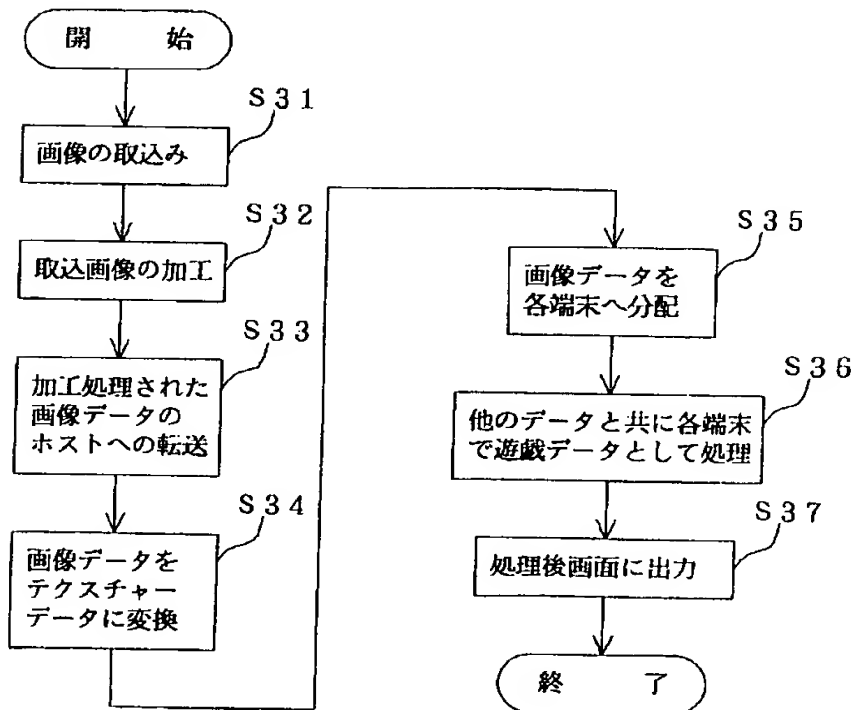 開　始
S31
画像の取込み
S32
取込画像の加工
S33
加工処理された
画像データの
ホストへの転送
S34
画像データを
テクスチャー
データに変換
S35
画像データを
各端末へ分配
S36
他のデータと共に各端末
で遊戯データとして処理
S37
処理後画面に出力
終　了